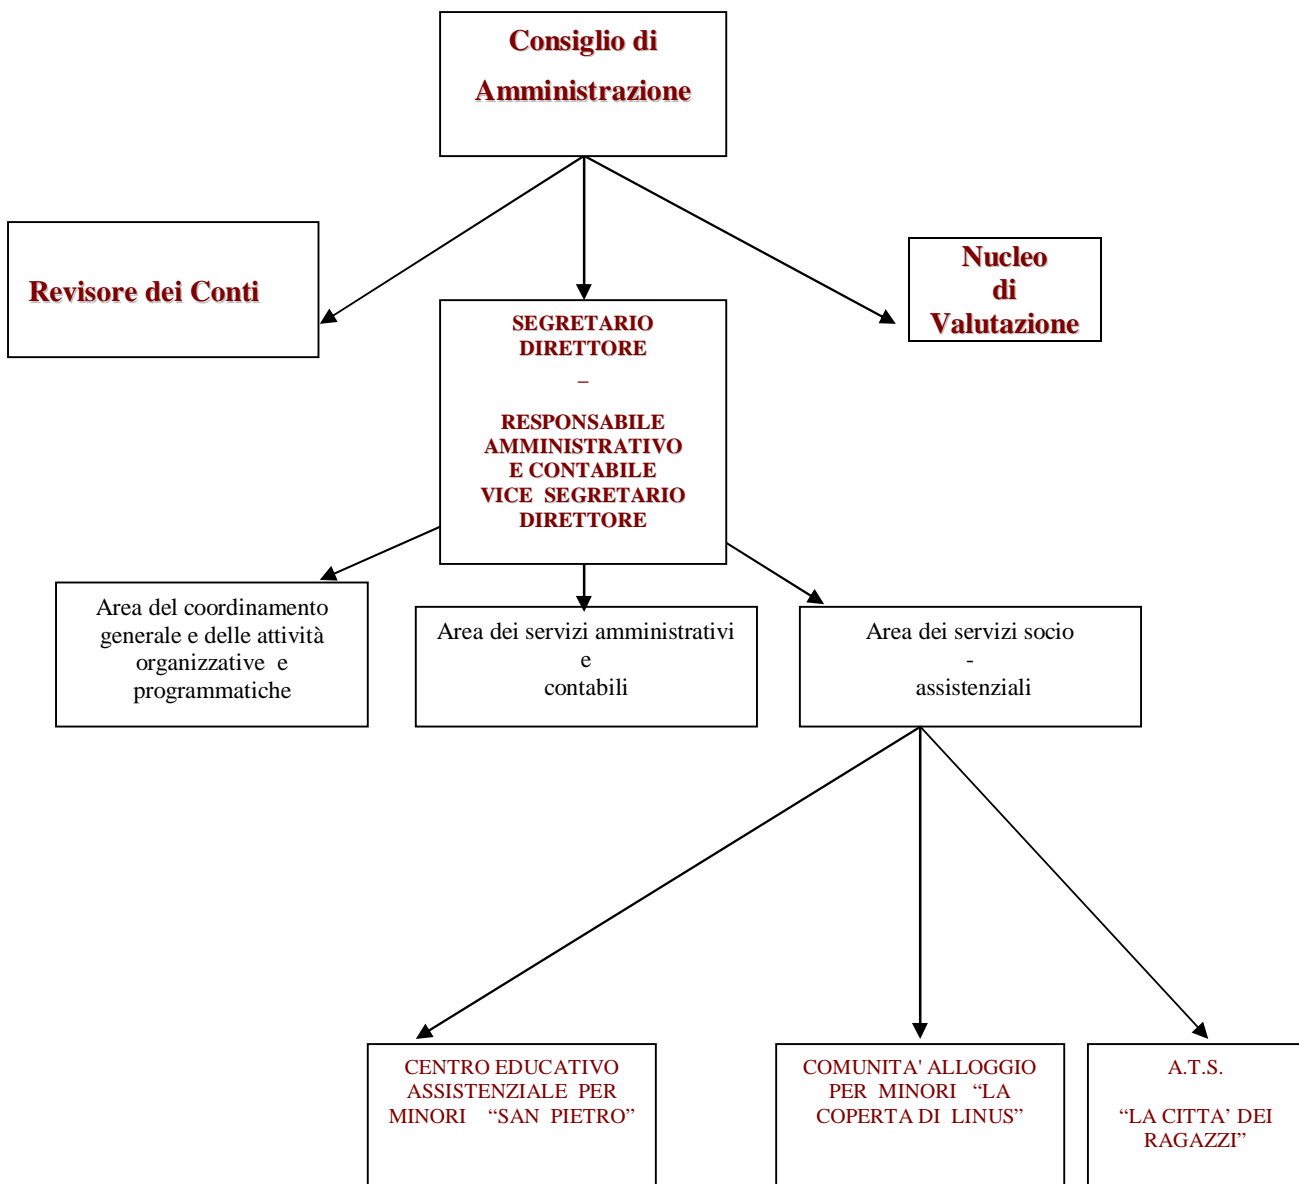 Consiglio di
Amministrazione
Revisore dei Conti
Nucleo
di
Valutazione
SEGRETARIO
DIRETTORE
–
RESPONSABILE
AMMINISTRATIVO
E CONTABILE
VICE SEGRETARIO
DIRETTORE
Area del coordinamento
generale e delle attività
organizzative e
programmatiche
Area dei servizi amministrativi
e
contabili
Area dei servizi socio
-
assistenziali
CENTRO EDUCATIVO
ASSISTENZIALE PER
MINORI “SAN PIETRO”
COMUNITA' ALLOGGIO
PER MINORI “LA
COPERTA DI LINUS”
A.T.S.
“LA CITTA’ DEI
RAGAZZI”